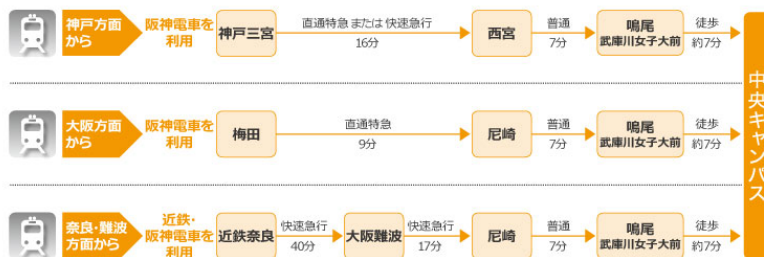 神戸方面
から
阪神電車を
利用
神戸三宮
直通特急 または 快速急行
16分
西宮
普通
7分
鳴尾
武庫川女子大前
徒歩
約7分
大阪方面
から
阪神電車を
利用
梅田
直通特急
9分
尼崎
普通
7分
鳴尾
武庫川女子大前
徒歩
約7分
奈良・難波
方面から
近鉄・
阪神電車を
利用
近鉄奈良
快速急行
40分
大阪難波
快速急行
17分
尼崎
普通
7分
鳴尾
武庫川女子大前
徒歩
約7分
中央キャンパス